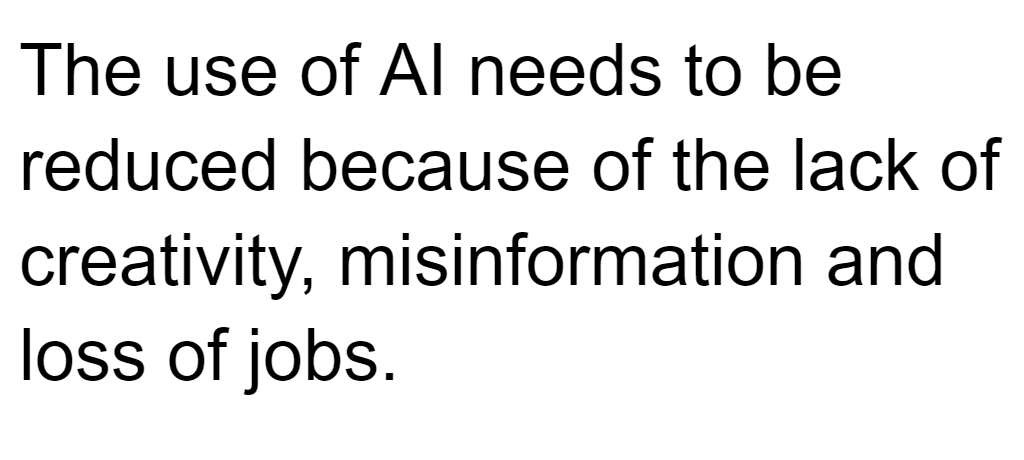 The use of AI needs to be
reduced because of the lack of
creativity, misinformation and
loss of jobs.